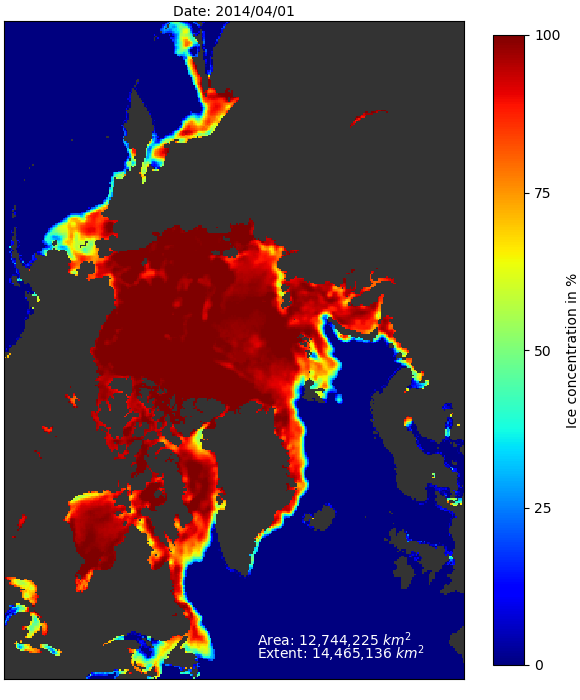 Date: 2014/04/01
100
75
50
25
0
Ice concentration in %
Area: 12,744,225 km²
Extent: 14,465,136 km²